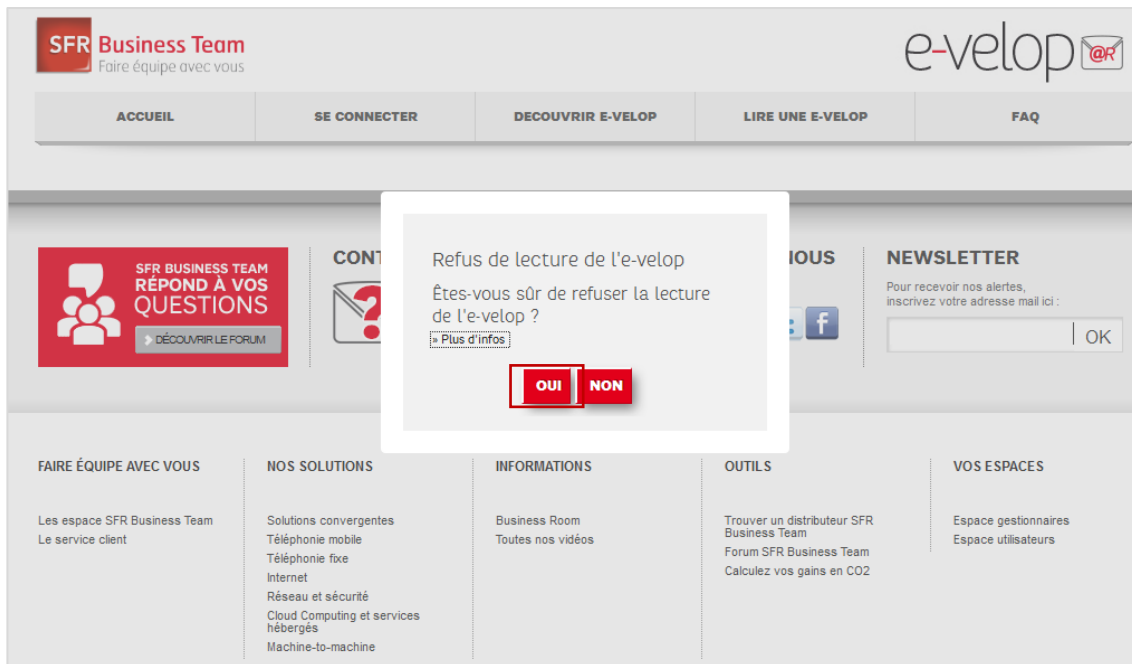 SFR Business Team
Faire équipe avec vous
e-velop @R
ACCUEIL
SE CONNECTER
DECOUVRIR E-VELOP
LIRE UNE E-VELOP
FAQ
SFR BUSINESS TEAM
RÉPOND À VOS
QUESTIONS
DÉCOUVRIR LE FORUM
CONT
?
Refus de lecture de l'e-velop
Êtes-vous sûr de refuser la lecture
de l'e-velop ?
» Plus d'infos
OUI
NON
NOUS
f
NEWSLETTER
Pour recevoir nos alertes,
inscrivez votre adresse mail ici :
OK
FAIRE ÉQUIPE AVEC VOUS
Les espace SFR Business Team
Le service client
NOS SOLUTIONS
Solutions convergentes
Téléphonie mobile
Téléphonie fixe
Internet
Réseau et sécurité
Cloud Computing et services
hébergés
Machine-to-machine
INFORMATIONS
Business Room
Toutes nos vidéos
OUTILS
Trouver un distributeur SFR
Business Team
Forum SFR Business Team
Calculez vos gains en CO2
VOS ESPACES
Espace gestionnaires
Espace utilisateurs